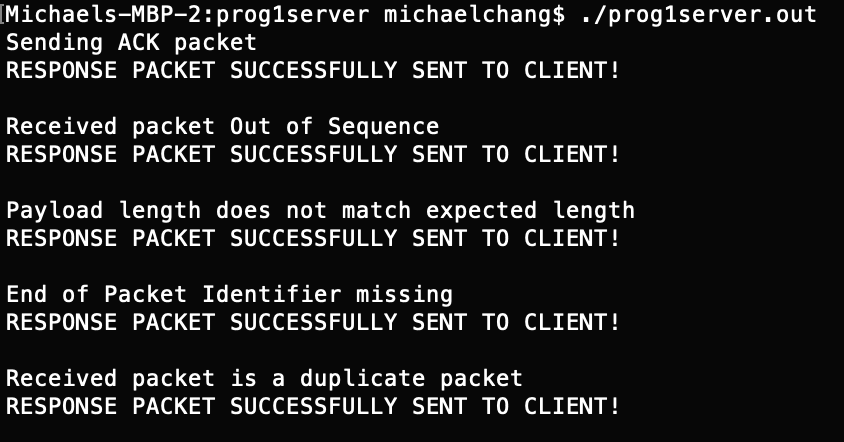 [Michaels-MBP-2:prog1server michaelchang$ ./prog1server.out
Sending ACK packet
RESPONSE PACKET SUCCESSFULLY SENT TO CLIENT!
Received packet Out of Sequence
RESPONSE PACKET SUCCESSFULLY SENT TO CLIENT!
Payload length does not match expected length
RESPONSE PACKET SUCCESSFULLY SENT TO CLIENT!
End of Packet Identifier missing
RESPONSE PACKET SUCCESSFULLY SENT TO CLIENT!
Received packet is a duplicate packet
RESPONSE PACKET SUCCESSFULLY SENT TO CLIENT!